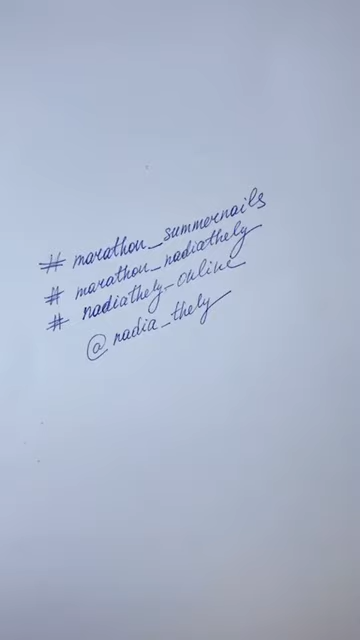 # marathon_summernails
# marathon_nadiathely
# nadiathely_online
@nadia_thely